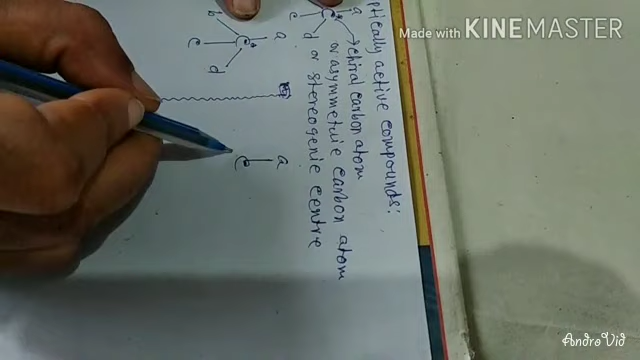 Made with KINEMASTER
ptically active compounds:
a
c
d
chiral carbon atom
or asymmetric carbon atom
or stereogenic centre
b
c
C*
a
d
C
a
AndroVid